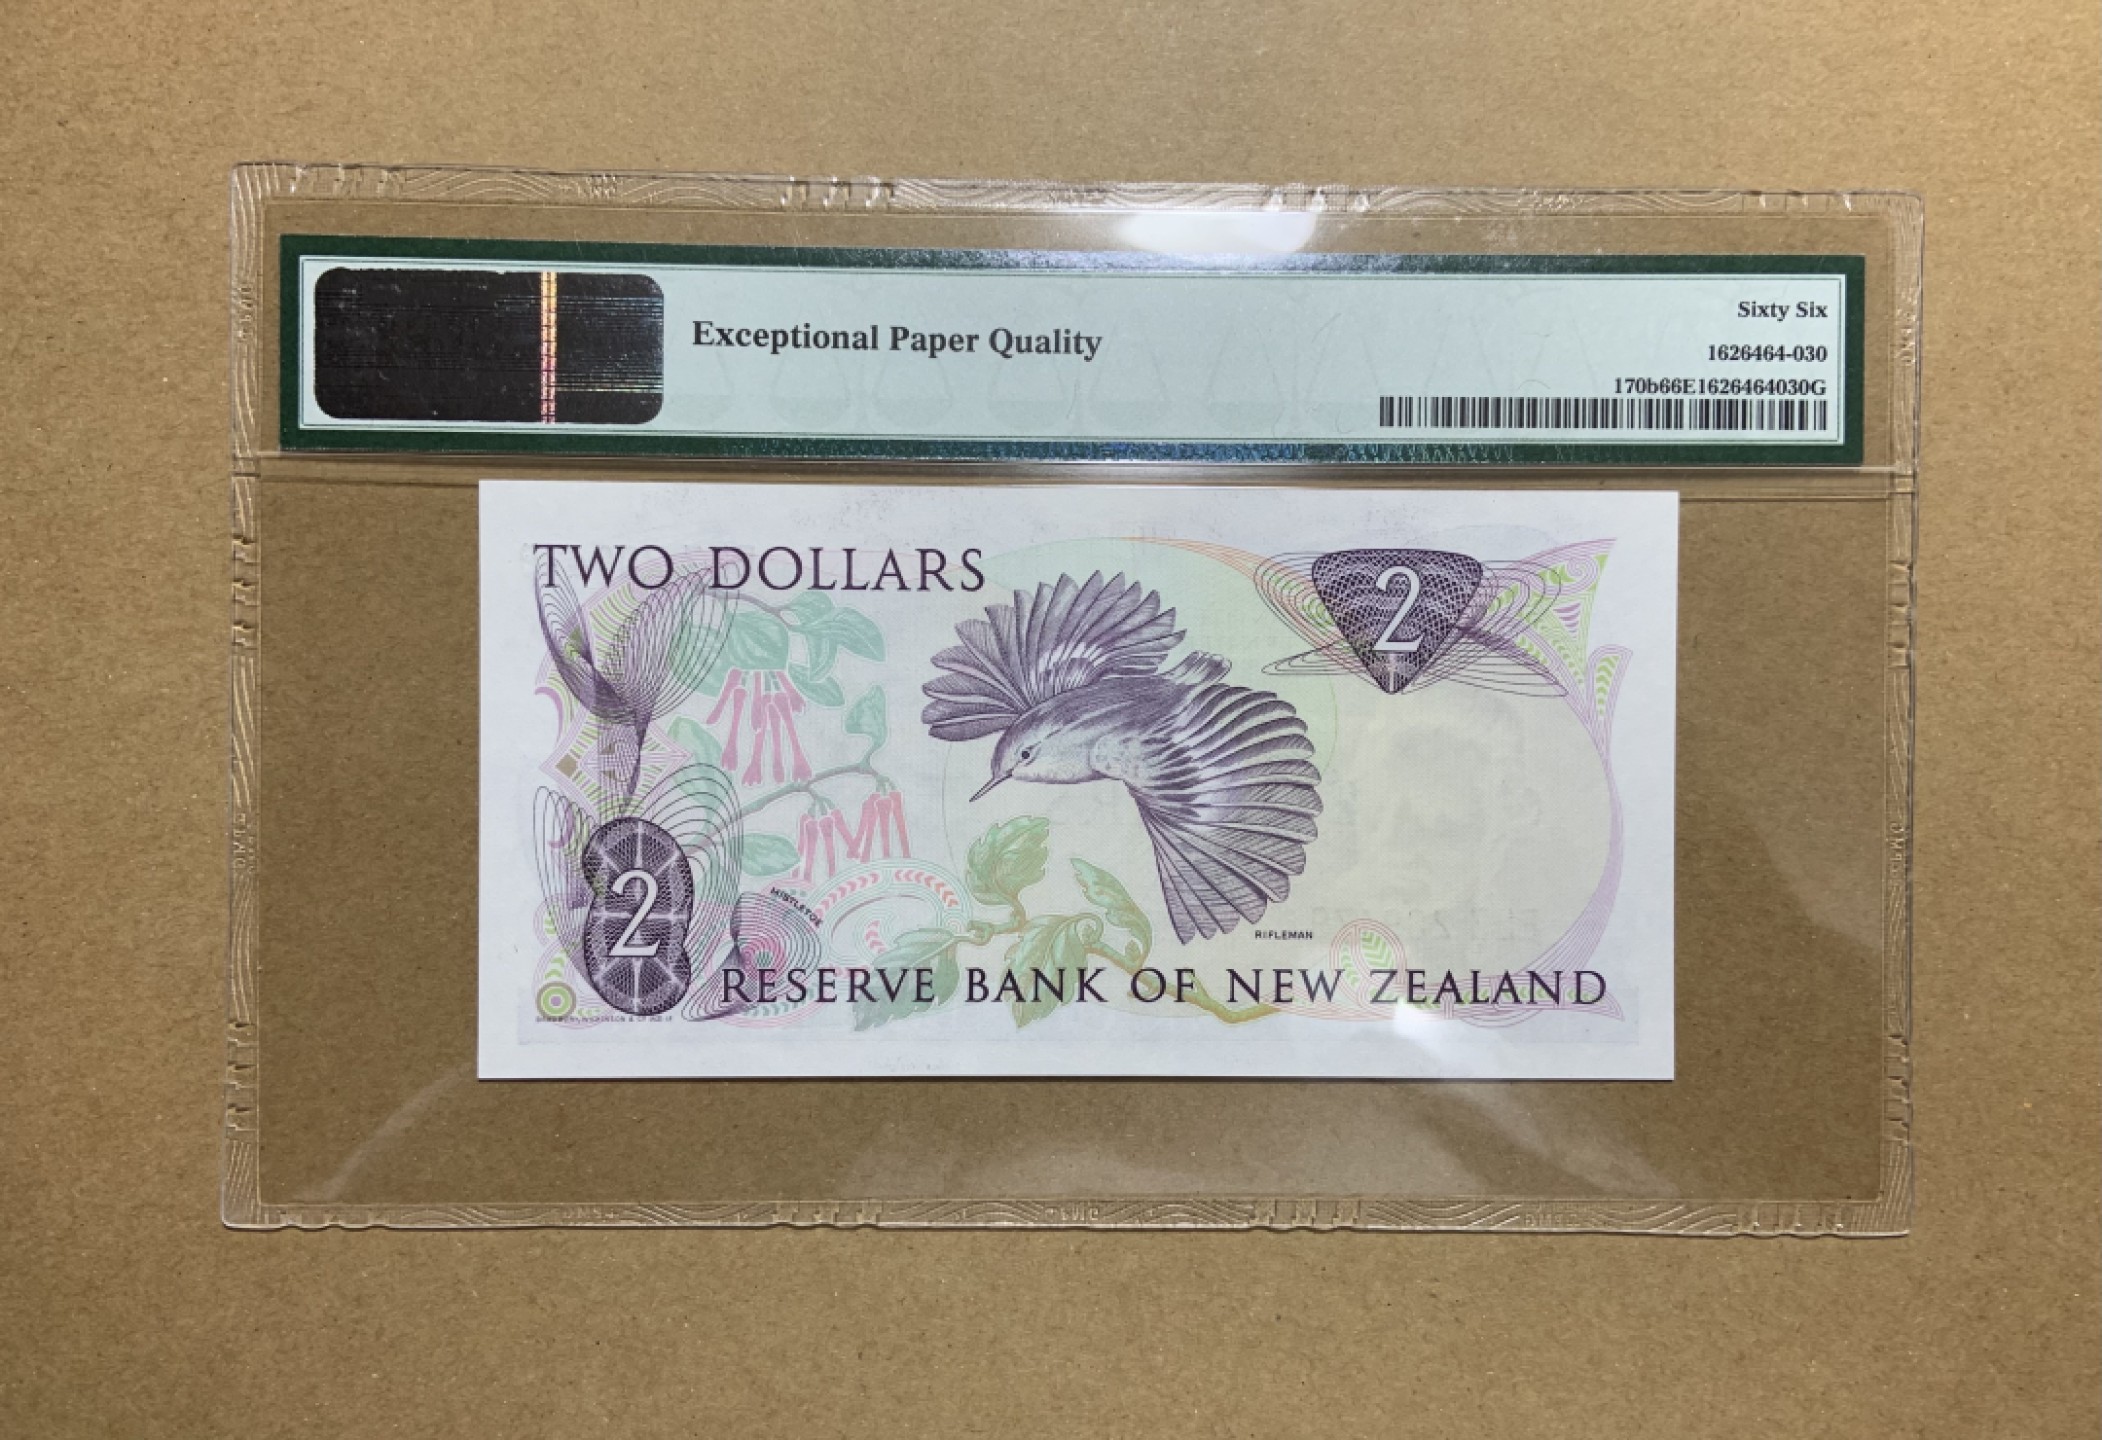 Exceptional Paper Quality
Sixty Six
1626464-030
170b66E1626464030G
TWO DOLLARS
2
2
MISTLETOE
RIFLEMAN
RESERVE BANK OF NEW ZEALAND